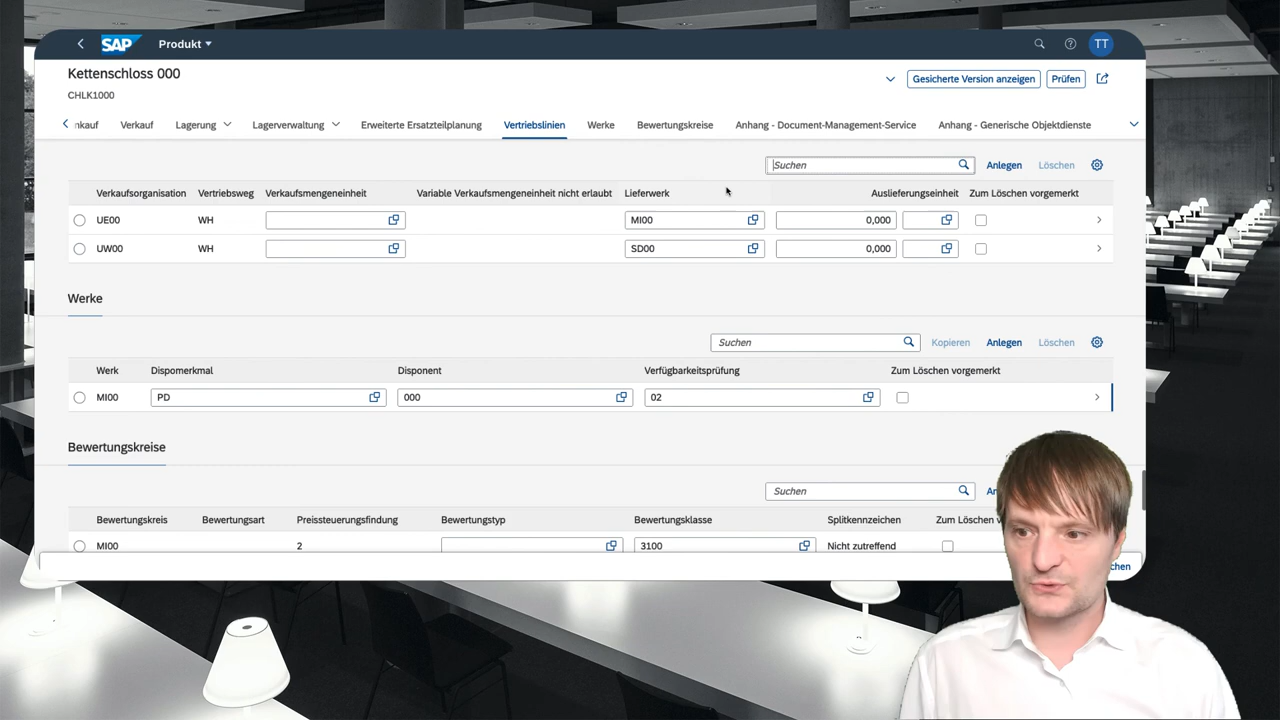 SAP Produkt TT
Kettenschloss 000
Gesicherte Version anzeigen Prüfen
CHLK1000
nkauf Verkauf Lagerung Lagerverwaltung Erweiterte Ersatzteilplanung Vertriebslinien Werke Bewertungskreise Anhang - Document-Management-Service Anhang - Generische Objektdienste
Suchen Anlegen Löschen
Verkaufsorganisation Vertriebsweg Verkaufsmengeneinheit Variable Verkaufsmengeneinheit nicht erlaubt Lieferwerk Auslieferungseinheit Zum Löschen vorgemerkt
UE00 WH MI00 0,000
UW00 WH SD00 0,000
Werke
Suchen Kopieren Anlegen Löschen
Werk Dispomerkmal Disponent Verfügbarkeitsprüfung Zum Löschen vorgemerkt
MI00 PD 000 02
Bewertungskreise
Suchen An
Bewertungskreis Bewertungsart Preissteuerungsfindung Bewertungstyp Bewertungsklasse Splitkennzeichen Zum Löschen v
MI00 2 3100 Nicht zutreffend
chen